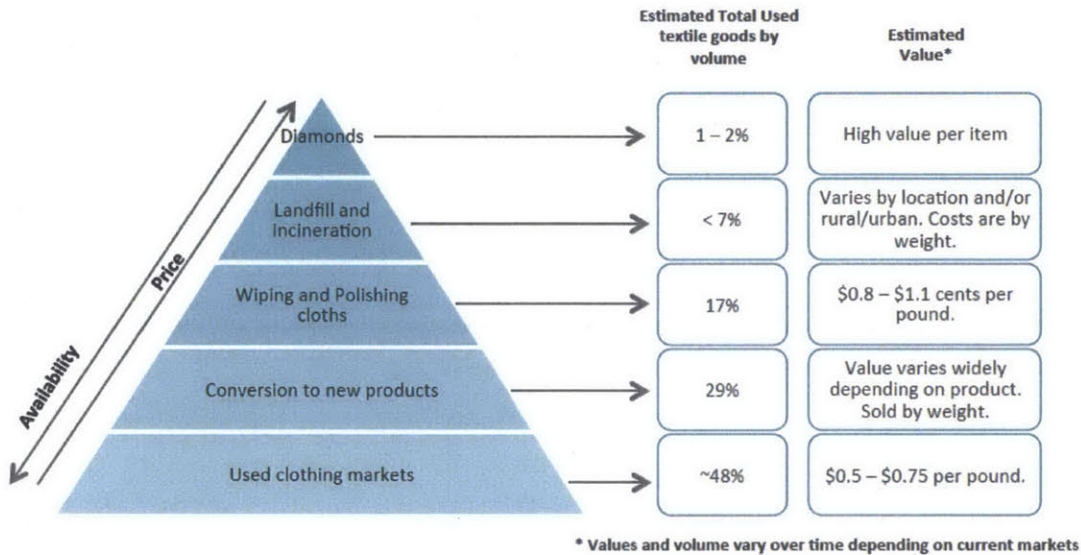 Estimated Total Used
textile goods by
volume
Estimated
Value*
Diamonds
1 – 2%
High value per item
Landfill and
incineration
< 7%
Varies by location and/or
rural/urban. Costs are by
weight.
Wiping and Polishing
cloths
17%
$0.8 – $1.1 cents per
pound.
Conversion to new products
29%
Value varies widely
depending on product.
Sold by weight.
Used clothing markets
~48%
$0.5 – $0.75 per pound.
Price
Availability
* Values and volume vary over time depending on current markets